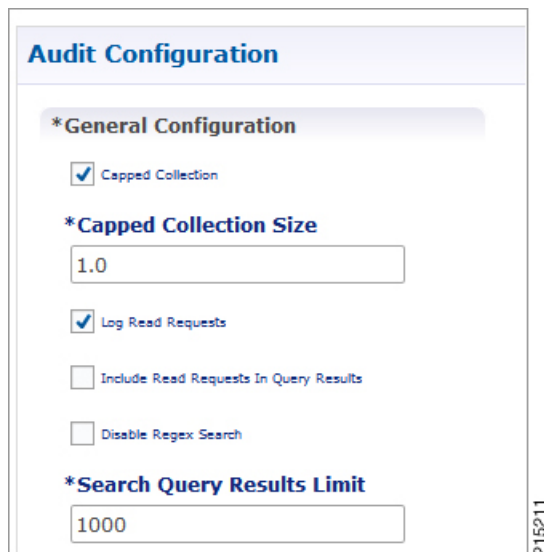 Audit Configuration
*General Configuration
Capped Collection
*Capped Collection Size
1.0
Log Read Requests
Include Read Requests In Query Results
Disable Regex Search
*Search Query Results Limit
1000